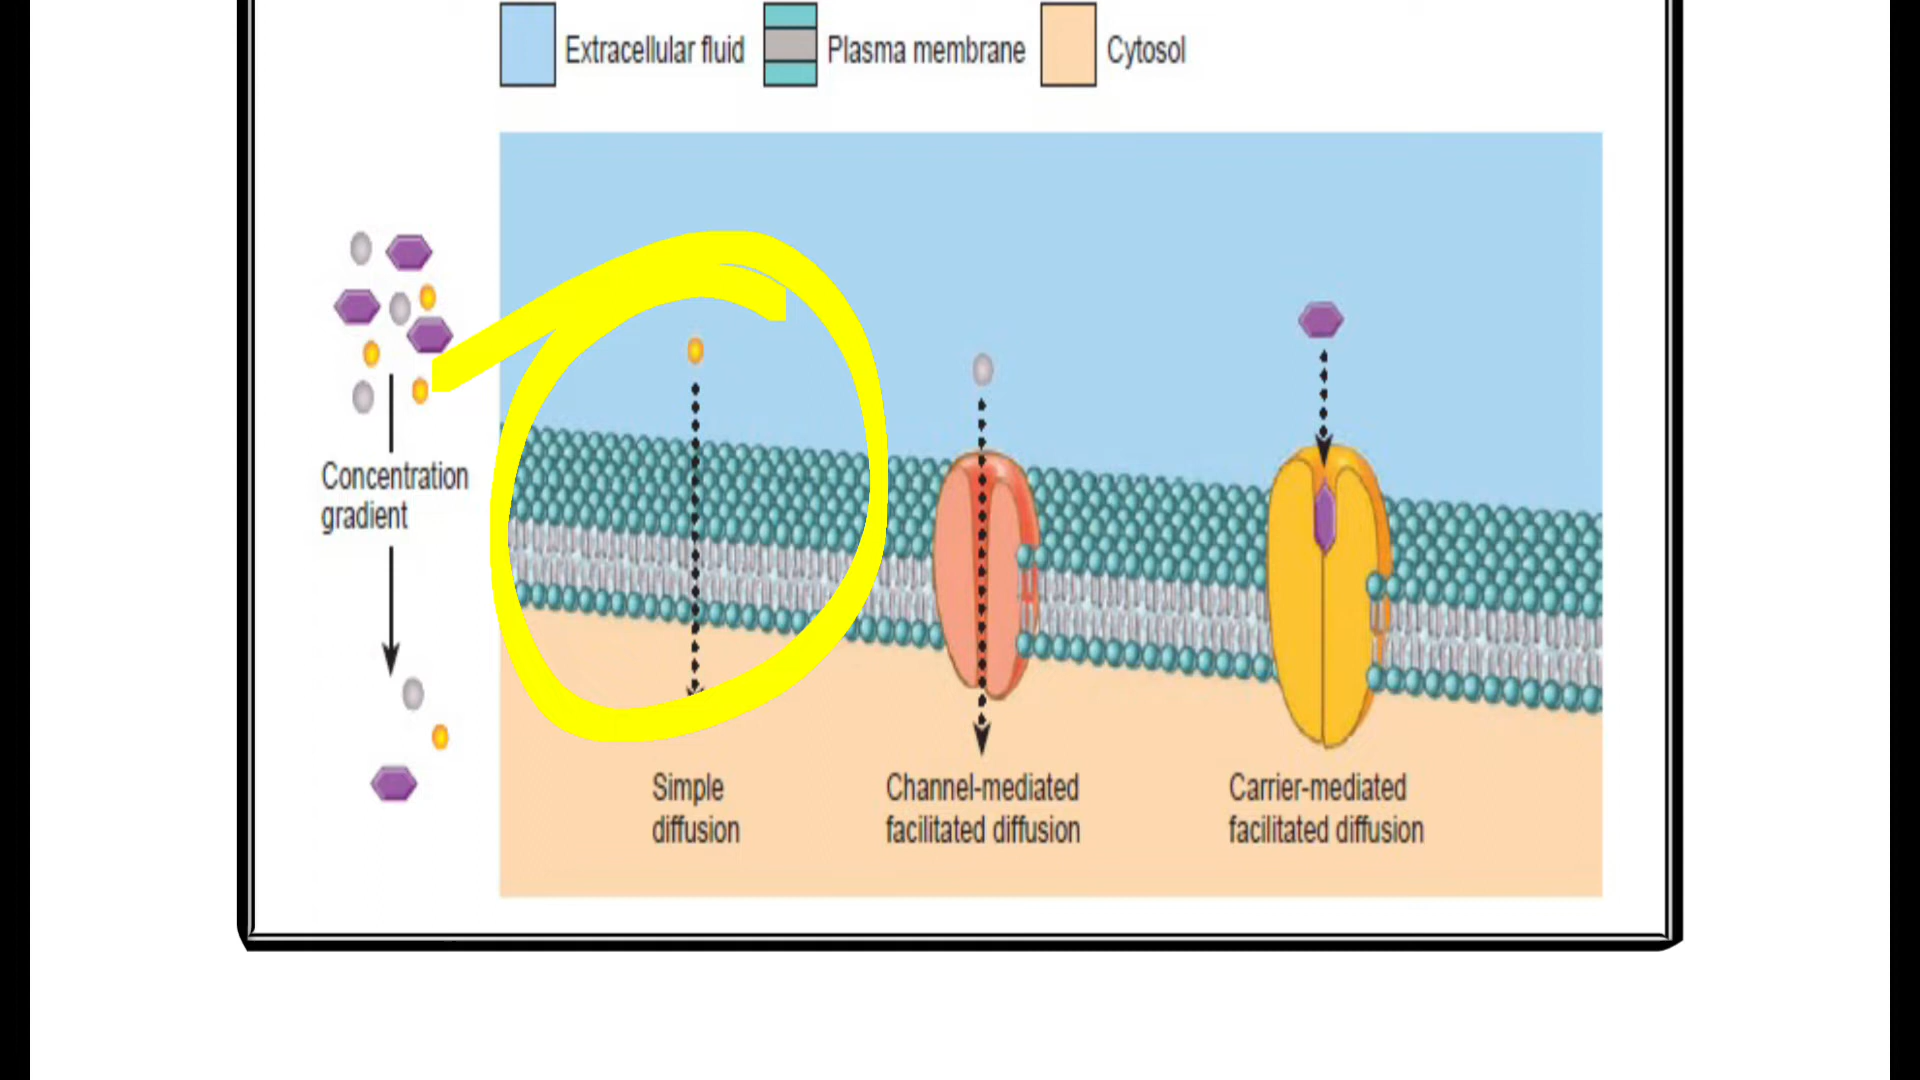 Extracellular fluid
Plasma membrane
Cytosol
Concentration
gradient
Simple
diffusion
Channel-mediated
facilitated diffusion
Carrier-mediated
facilitated diffusion